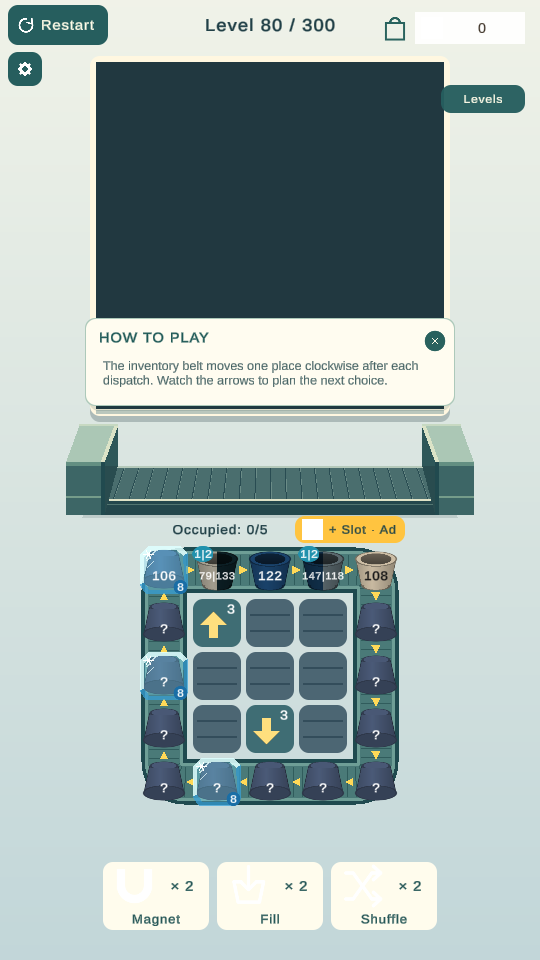 Restart
Level 80 / 300
0
Levels
HOW TO PLAY
The inventory belt moves one place clockwise after each
dispatch. Watch the arrows to plan the next choice.
Occupied: 0/5
+ Slot · Ad
1|2
1|2
106
79|133
122
147|118
108
8
3
?
?
?
?
8
3
?
?
?
?
?
?
?
8
× 2
× 2
× 2
Magnet
Fill
Shuffle